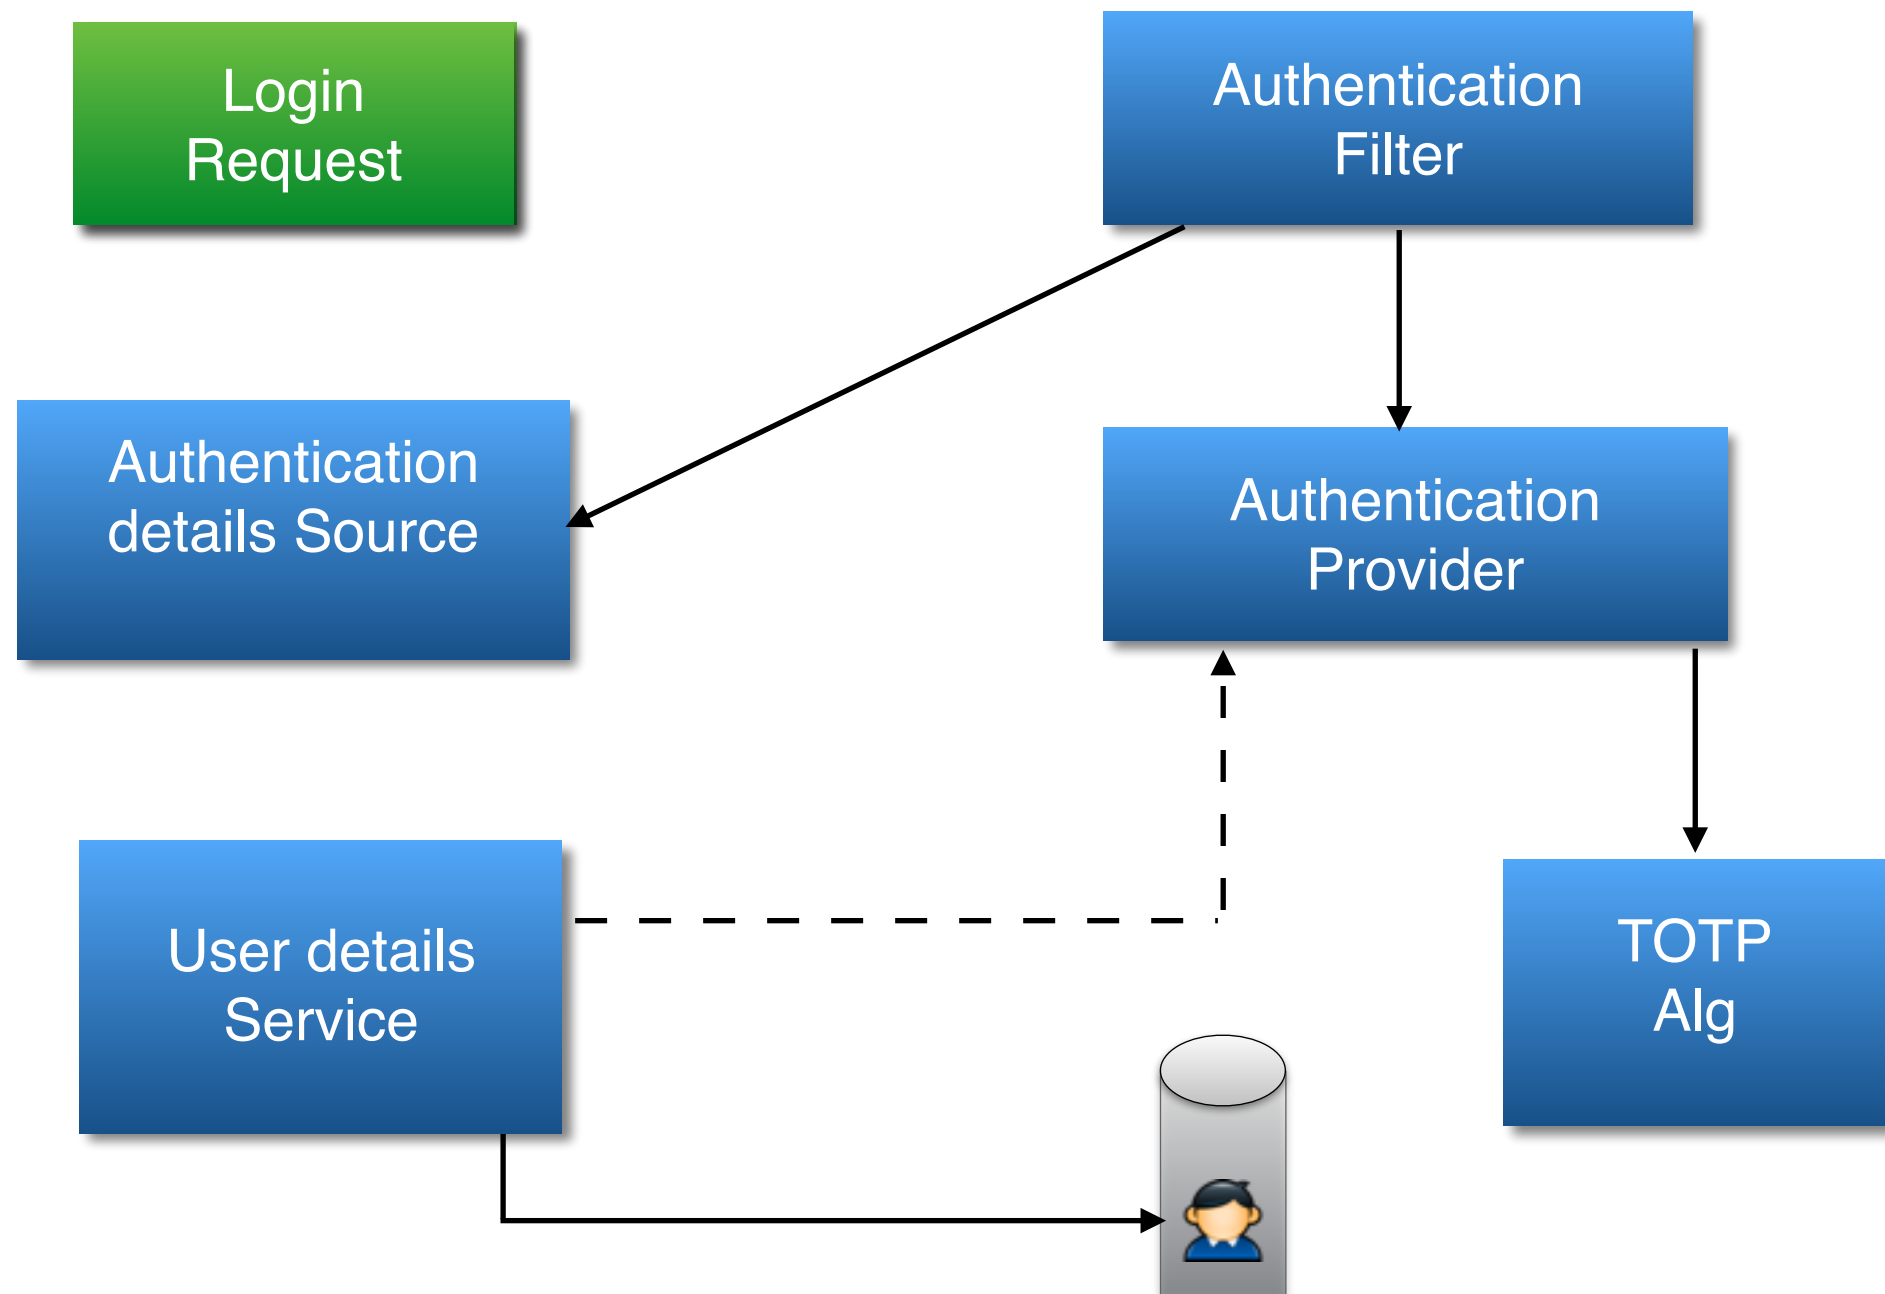 Login
Request
Authentication
Filter
Authentication
details Source
Authentication
Provider
User details
Service
TOTP
Alg